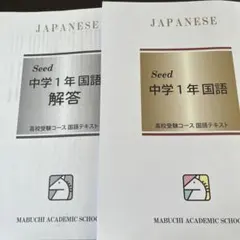 JAPANESE
Seed
中学1年 国語
解答
高校受験コース 国語テキスト
MABUCHI ACADEMIC SCHOO
JAPANESE
Seed
中学1年 国語
高校受験コース 国語テキスト
MABUCHI ACADEMIC SCHOO